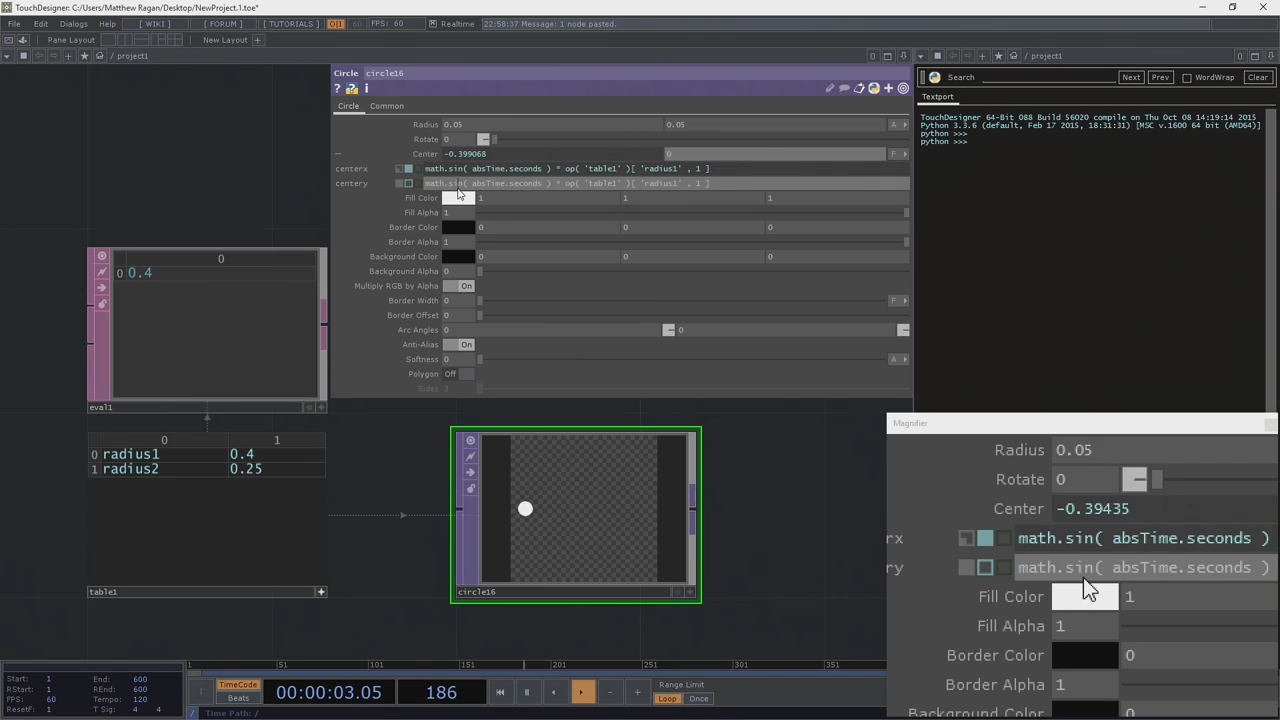 TouchDesigner: C:/Users/Matthew Ragan/Desktop/NewProject.1.toe*
File Edit Dialogs Help [ WIKI ] [ FORUM ] [ TUTORIALS ] O|I FPS: 60 Realtime 22:58:37 Message: 1 node pasted.
Pane Layout New Layout +
/ project1
/ project1
Circle circle16
? ? i
Search Next Prev WordWrap Clear
Circle Common
Textport
TouchDesigner 64-Bit 088 Build 56020 compile on Thu Oct 08 14:19:14 2015
Python 3.3.6 (default, Feb 17 2015, 18:31:31) [MSC v.1600 64 bit (AMD64)]
python >>>
python >>>
Radius 0.05 0.05 A
Rotate 0
Center -0.399068 0 F
centerx math.sin( absTime.seconds ) * op( 'table1' )[ 'radius1' , 1 ]
centery math.sin( absTime.seconds ) * op( 'table1' )[ 'radius1' , 1 ]
Fill Color 1 1 1
Fill Alpha 1
Border Color 0 0 0
Border Alpha 1
Background Color 0 0 0
Background Alpha 0
Multiply RGB by Alpha On
Border Width 0 F
Border Offset 0
Arc Angles 0 0
Anti-Alias On
Softness 0 A
Polygon Off
Sides 3
0
0 0.4
eval1
0 1
0 radius1 0.4
1 radius2 0.25
table1
circle16
Magnifier
Radius 0.05
Rotate 0
Center -0.39435
rx math.sin( absTime.seconds )
ry math.sin( absTime.seconds )
Fill Color 1
Fill Alpha 1
Border Color 0
Border Alpha 1
Background Color 0
1 51 101 151 201 251 301 351
Start: 1 End: 600
RStart: 1 REnd: 600
FPS: 60 Tempo: 120
ResetF: 1 T Sig: 4 4
TimeCode
Beats
00:00:03.05 186
Range Limit
Loop Once
/ Time Path: /